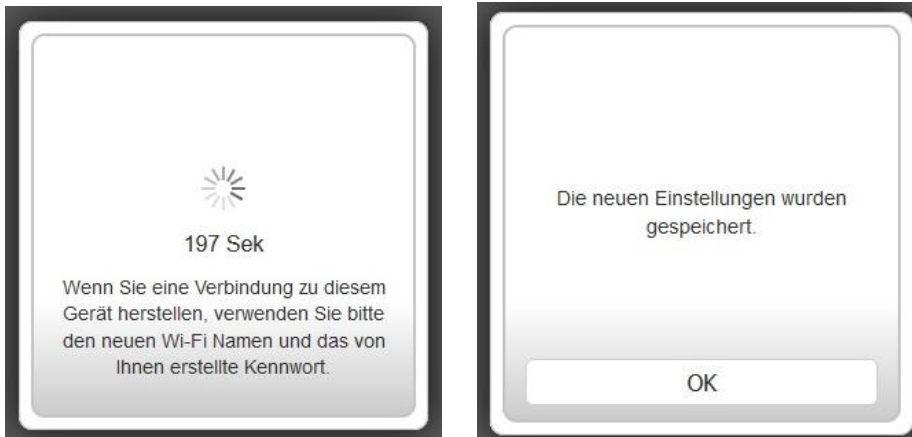 197 Sek
Wenn Sie eine Verbindung zu diesem
Gerät herstellen, verwenden Sie bitte
den neuen Wi-Fi Namen und das von
Ihnen erstellte Kennwort.
Die neuen Einstellungen wurden
gespeichert.
OK